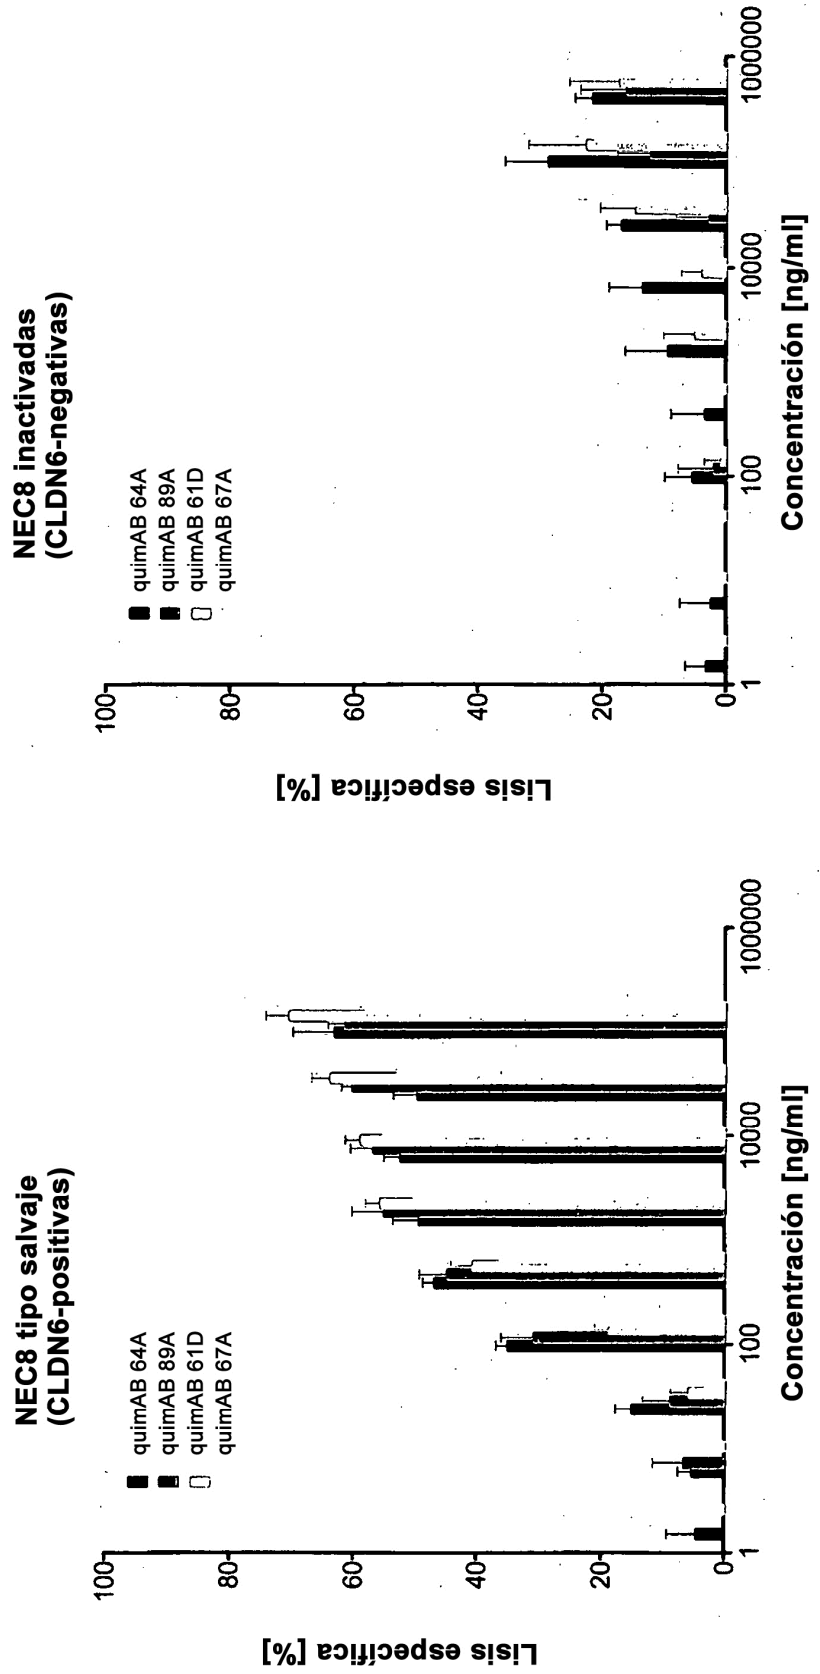 NEC8 tipo salvaje
(CLDN6-positivas)
quimAB 64A
quimAB 89A
quimAB 61D
quimAB 67A
Lisis específica [%]
100
80
60
40
20
0
1
100
10000
1000000
Concentración [ng/ml]
NEC8 inactivadas
(CLDN6-negativas)
quimAB 64A
quimAB 89A
quimAB 61D
quimAB 67A
Lisis específica [%]
100
80
60
40
20
0
1
100
10000
1000000
Concentración [ng/ml]